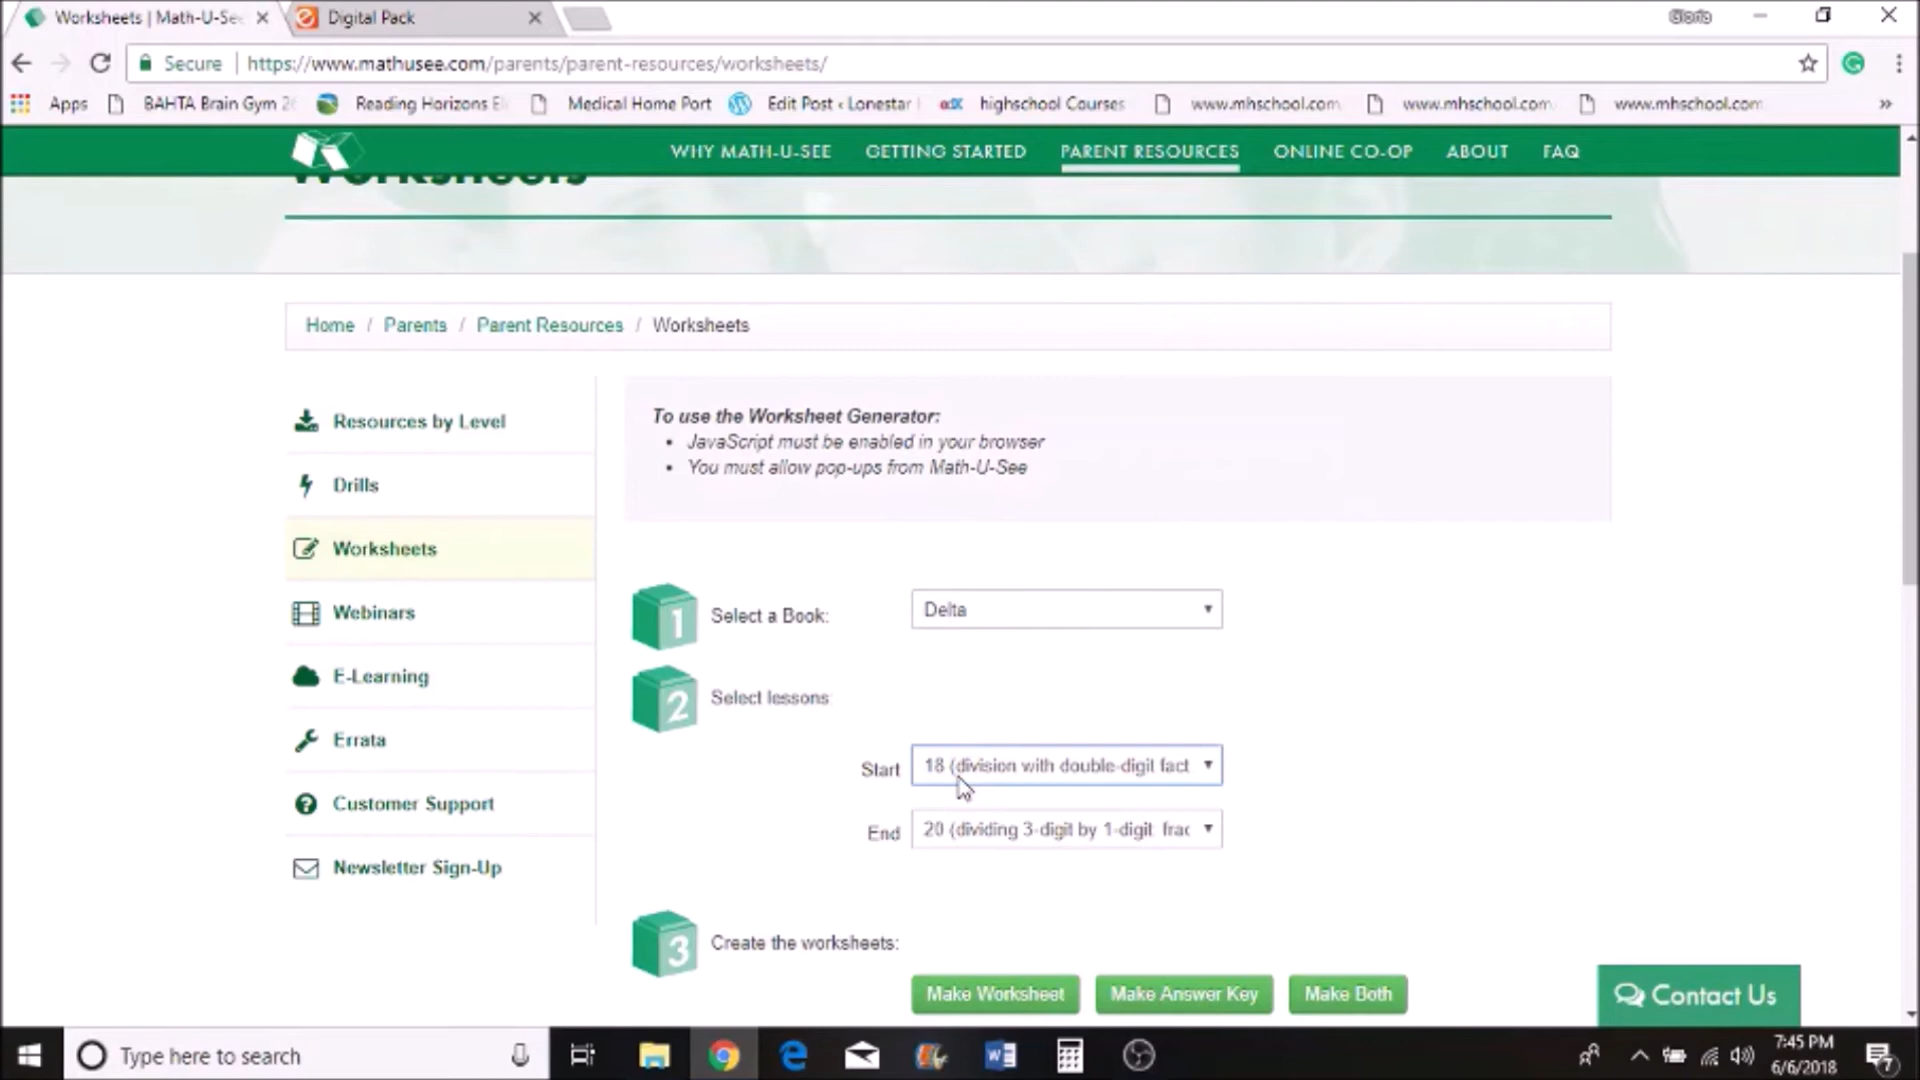 Worksheets | Math-U-See
Digital Pack
Gloria
Secure
https://www.mathusee.com/parents/parent-resources/worksheets/
Apps
BAHTA Brain Gym 2
Reading Horizons El
Medical Home Port
Edit Post ‹ Lonestar
highschool Courses
www.mhschool.com
www.mhschool.com
www.mhschool.com
»
WHY MATH-U-SEE
GETTING STARTED
PARENT RESOURCES
ONLINE CO-OP
ABOUT
FAQ
Worksheets
Home / Parents / Parent Resources / Worksheets
Resources by Level
Drills
Worksheets
Webinars
E-Learning
Errata
Customer Support
Newsletter Sign-Up
To use the Worksheet Generator:
• JavaScript must be enabled in your browser
• You must allow pop-ups from Math-U-See
1 Select a Book: Delta
2 Select lessons
Start 18 (division with double-digit fact
End 20 (dividing 3-digit by 1-digit frac
3 Create the worksheets:
Make Worksheet
Make Answer Key
Make Both
Contact Us
Type here to search
7:45 PM
6/6/2018
7